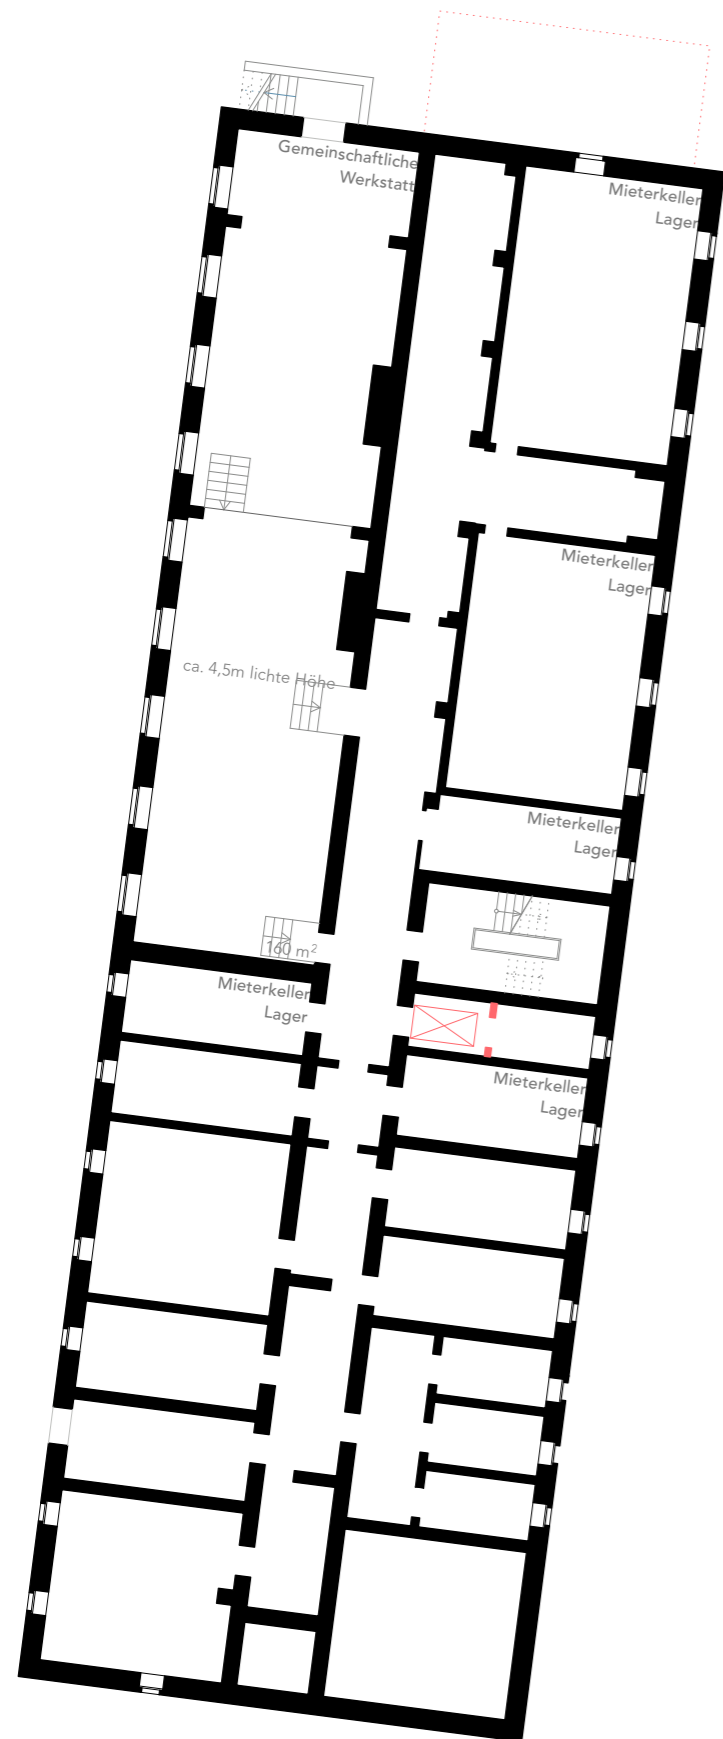 Gemeinschaftliche
Werkstatt
Mieterkeller
Lager
Mieterkeller
Lager
ca. 4,5m lichte Höhe
Mieterkeller
Lager
160 m²
Mieterkeller
Lager
Mieterkeller
Lager